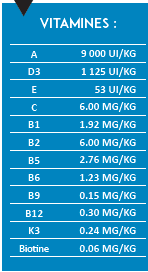 VITAMINES :
A 9 000 UI/KG
D3 1 125 UI/KG
E 53 UI/KG
C 6.00 MG/KG
B1 1.92 MG/KG
B2 6.00 MG/KG
B5 2.76 MG/KG
B6 1.23 MG/KG
B9 0.15 MG/KG
B12 0.30 MG/KG
K3 0.24 MG/KG
Biotine 0.06 MG/KG